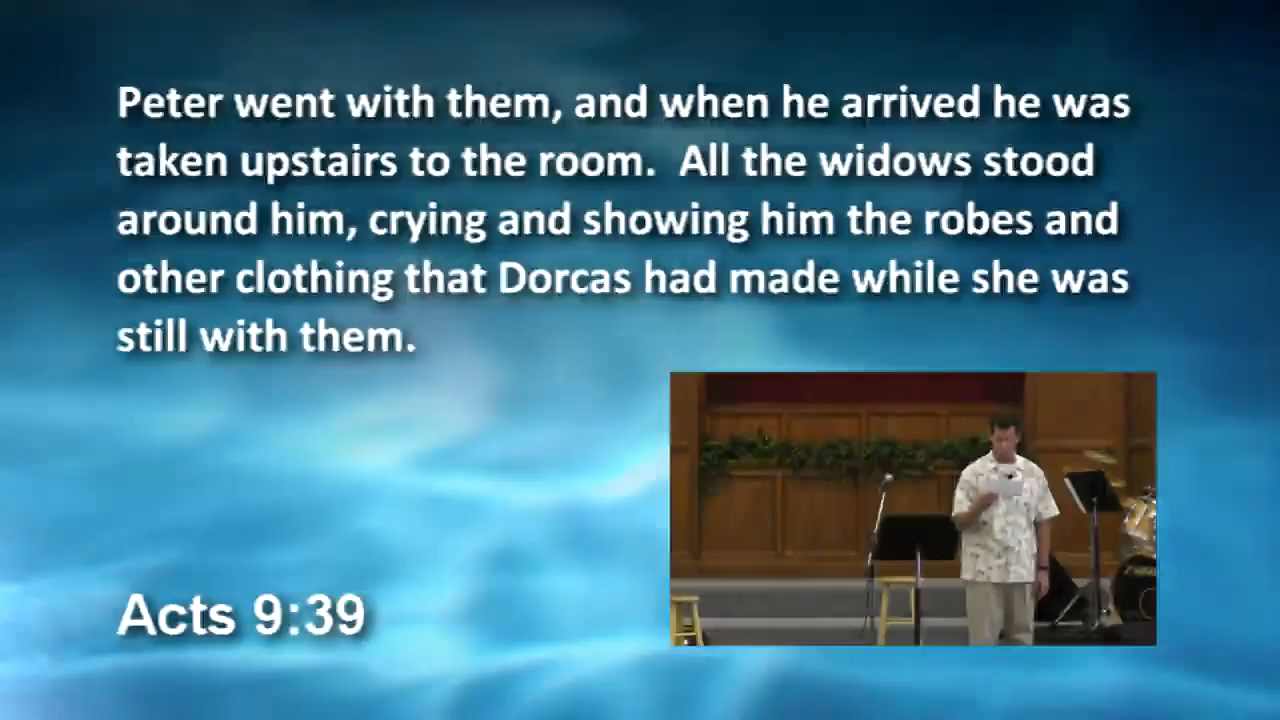 Peter went with them, and when he arrived he was
taken upstairs to the room.  All the widows stood
around him, crying and showing him the robes and
other clothing that Dorcas had made while she was
still with them.
Acts 9:39